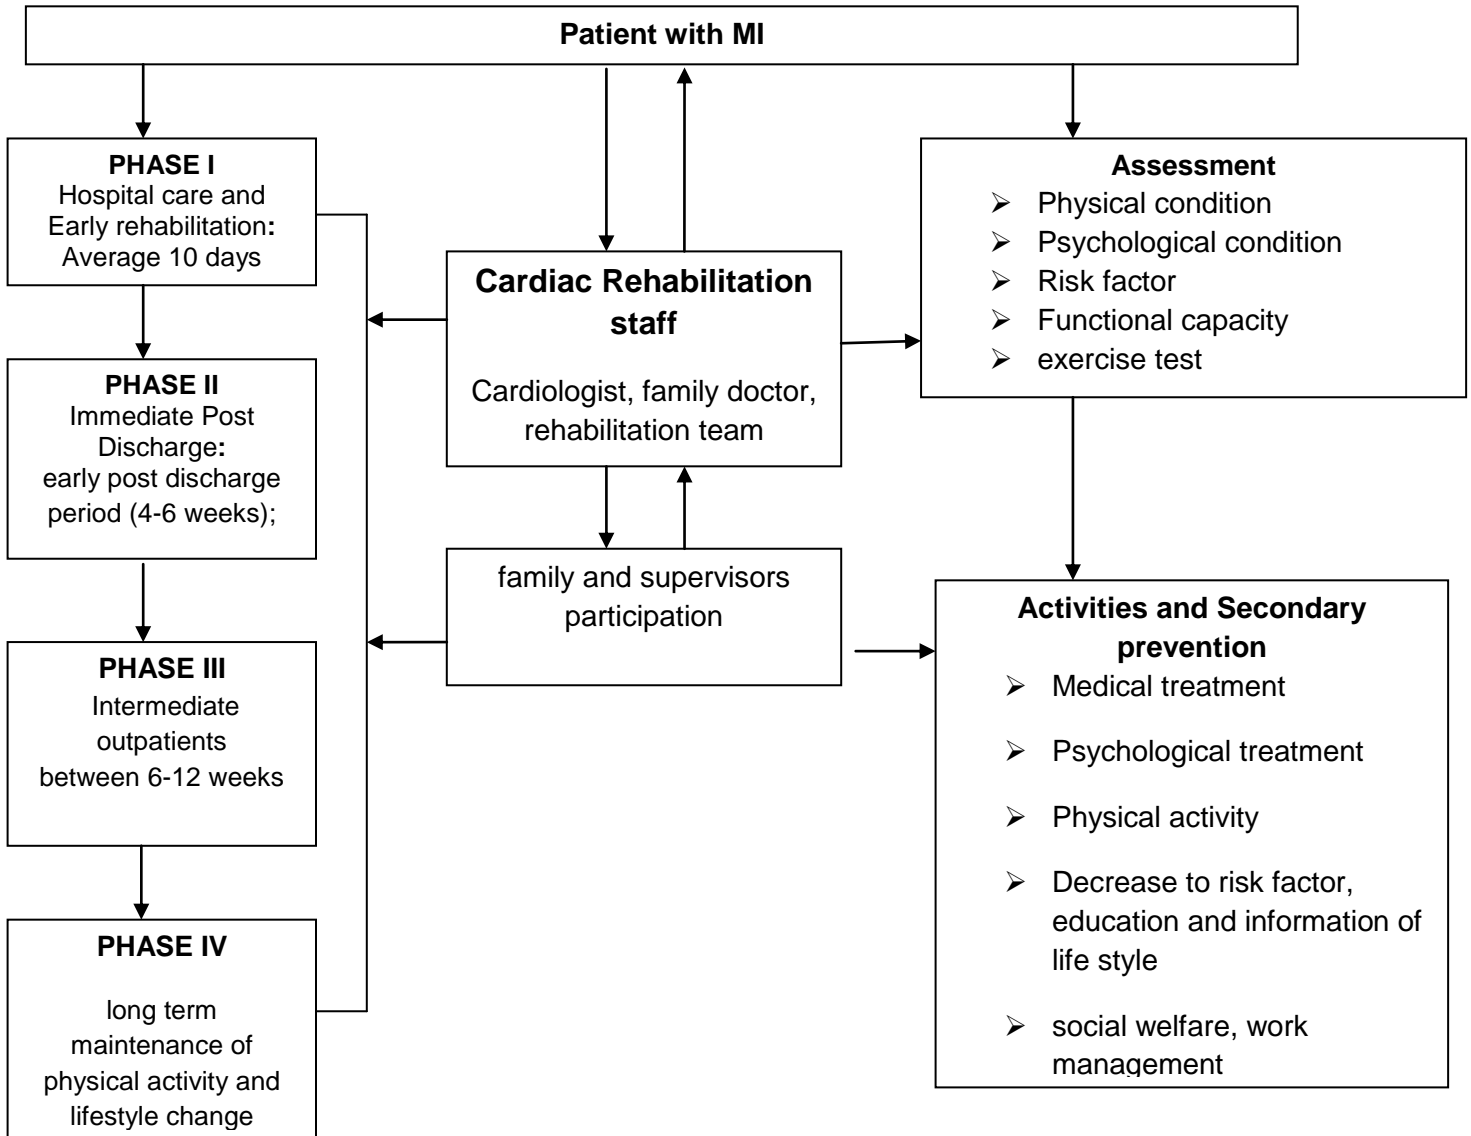 Patient with MI
PHASE I
Hospital care and
Early rehabilitation:
Average 10 days
PHASE II
Immediate Post
Discharge:
early post discharge
period (4-6 weeks);
PHASE III
Intermediate
outpatients
between 6-12 weeks
PHASE IV
long term
maintenance of
physical activity and
lifestyle change
Cardiac Rehabilitation
staff
Cardiologist, family doctor,
rehabilitation team
family and supervisors
participation
Assessment
➢ Physical condition
➢ Psychological condition
➢ Risk factor
➢ Functional capacity
➢ exercise test
Activities and Secondary
prevention
➢ Medical treatment
➢ Psychological treatment
➢ Physical activity
➢ Decrease to risk factor,
education and information of
life style
➢ social welfare, work
management